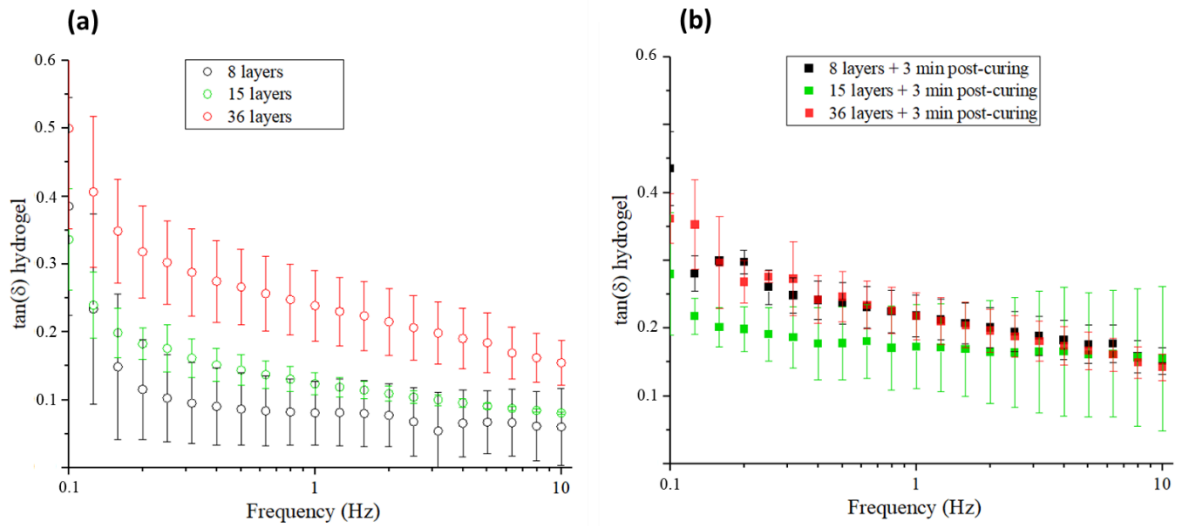 (a)
0.6
0.5
0.4
0.3
0.2
0.1
tan(δ) hydrogel
8 layers
15 layers
36 layers
0.1
1
10
Frequency (Hz)
(b)
0.6
0.4
0.2
0.1
tan(δ) hydrogel
8 layers + 3 min post-curing
15 layers + 3 min post-curing
36 layers + 3 min post-curing
0.1
1
10
Frequency (Hz)